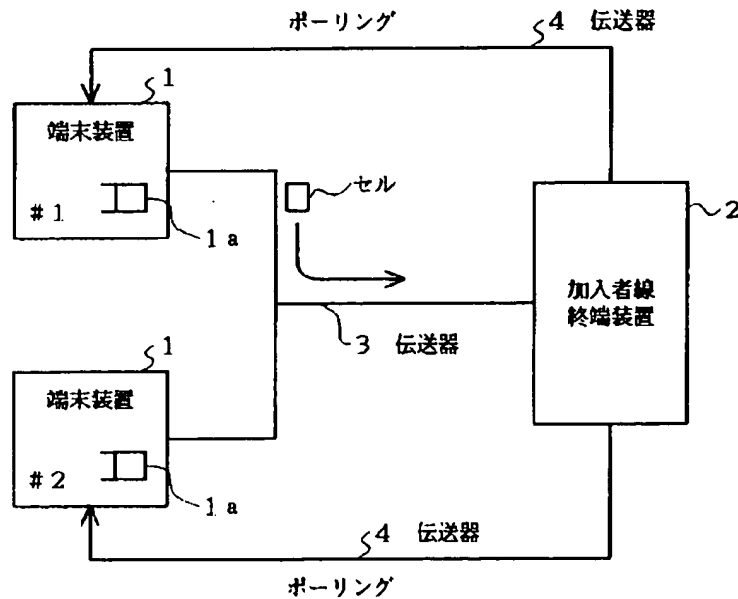 ポーリング
4 伝送器
1
端末装置
#1
1a
セル
2
加入者線
終端装置
3 伝送器
1
端末装置
#2
1a
4 伝送器
ポーリング